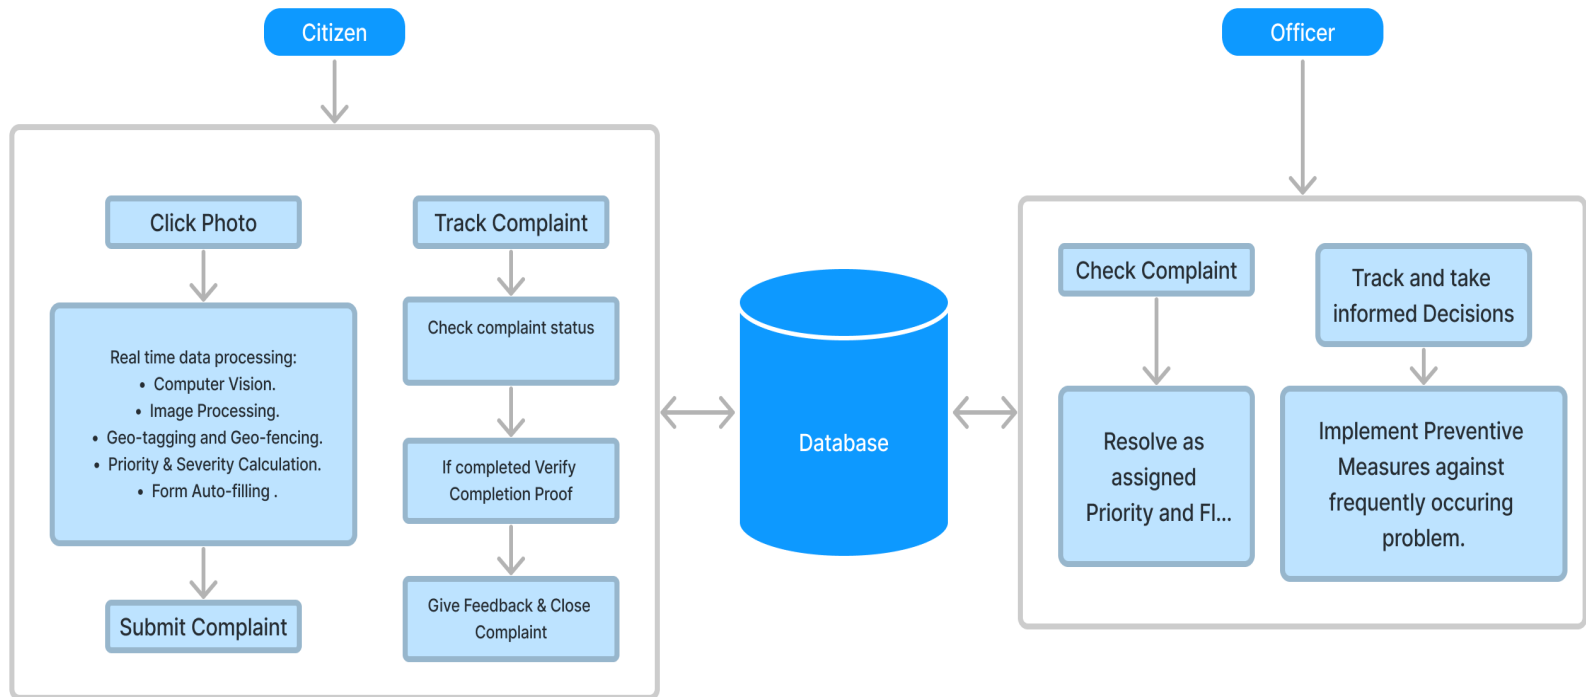 Citizen
Officer
Click Photo
Real time data processing:
• Computer Vision.
• Image Processing.
• Geo-tagging and Geo-fencing.
• Priority & Severity Calculation.
• Form Auto-filling .
Submit Complaint
Track Complaint
Check complaint status
If completed Verify
Completion Proof
Give Feedback & Close
Complaint
Database
Check Complaint
Resolve as
assigned
Priority and Fl...
Track and take
informed Decisions
Implement Preventive
Measures against
frequently occuring
problem.